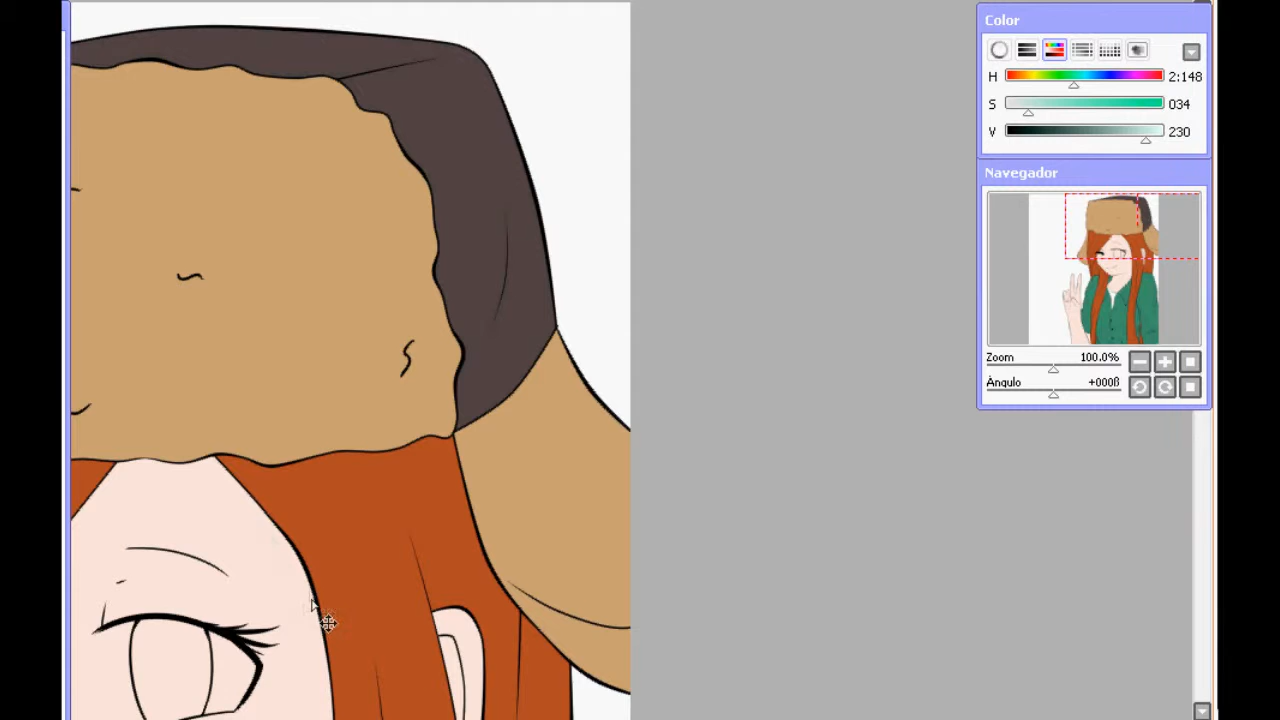 Color
H 2:148
S 034
V 230
Navegador
Zoom 100.0%
Ángulo +000ß